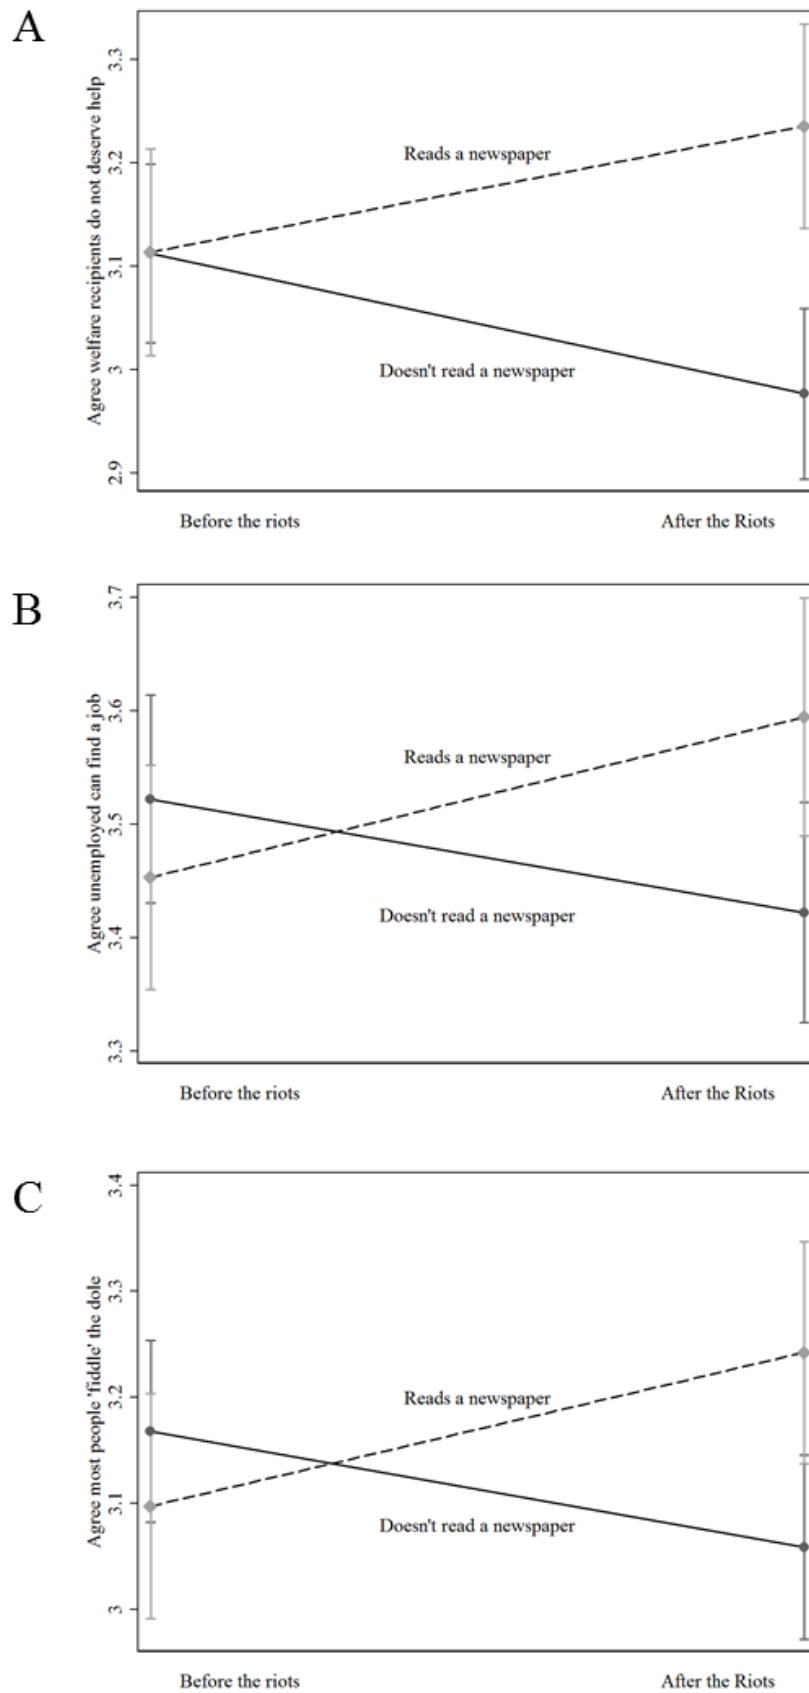 A
Agree welfare recipients do not deserve help
3.3
3.2
3.1
3
2.9
Reads a newspaper
Doesn't read a newspaper
Before the riots
After the Riots
B
Agree unemployed can find a job
3.7
3.6
3.5
3.4
3.3
Reads a newspaper
Doesn't read a newspaper
Before the riots
After the Riots
C
Agree most people 'fiddle' the dole
3.4
3.3
3.2
3.1
3
Reads a newspaper
Doesn't read a newspaper
Before the riots
After the Riots